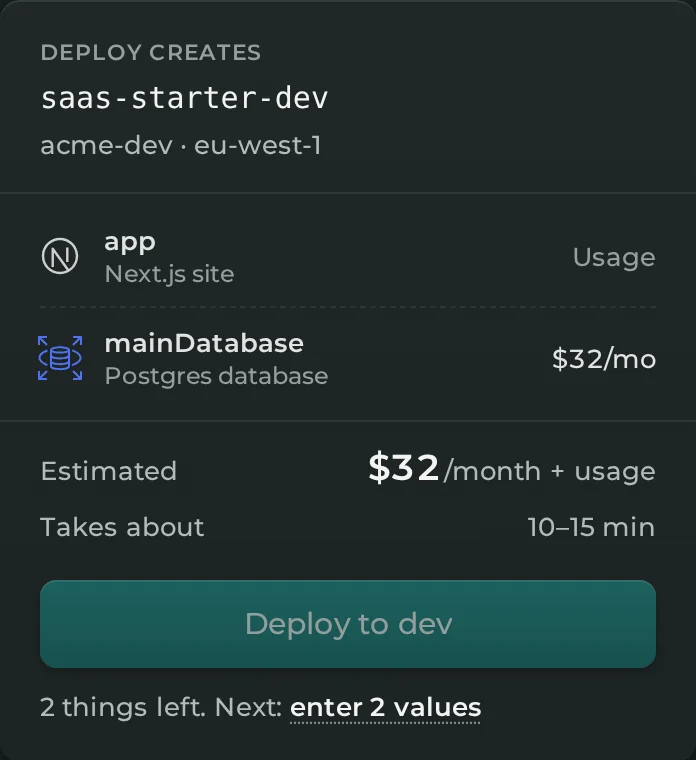 DEPLOY CREATES
saas-starter-dev
acme-dev · eu-west-1
app
Next.js site
Usage
mainDatabase
Postgres database
$32/mo
Estimated
$32/month + usage
Takes about
10–15 min
Deploy to dev
2 things left. Next: enter 2 values